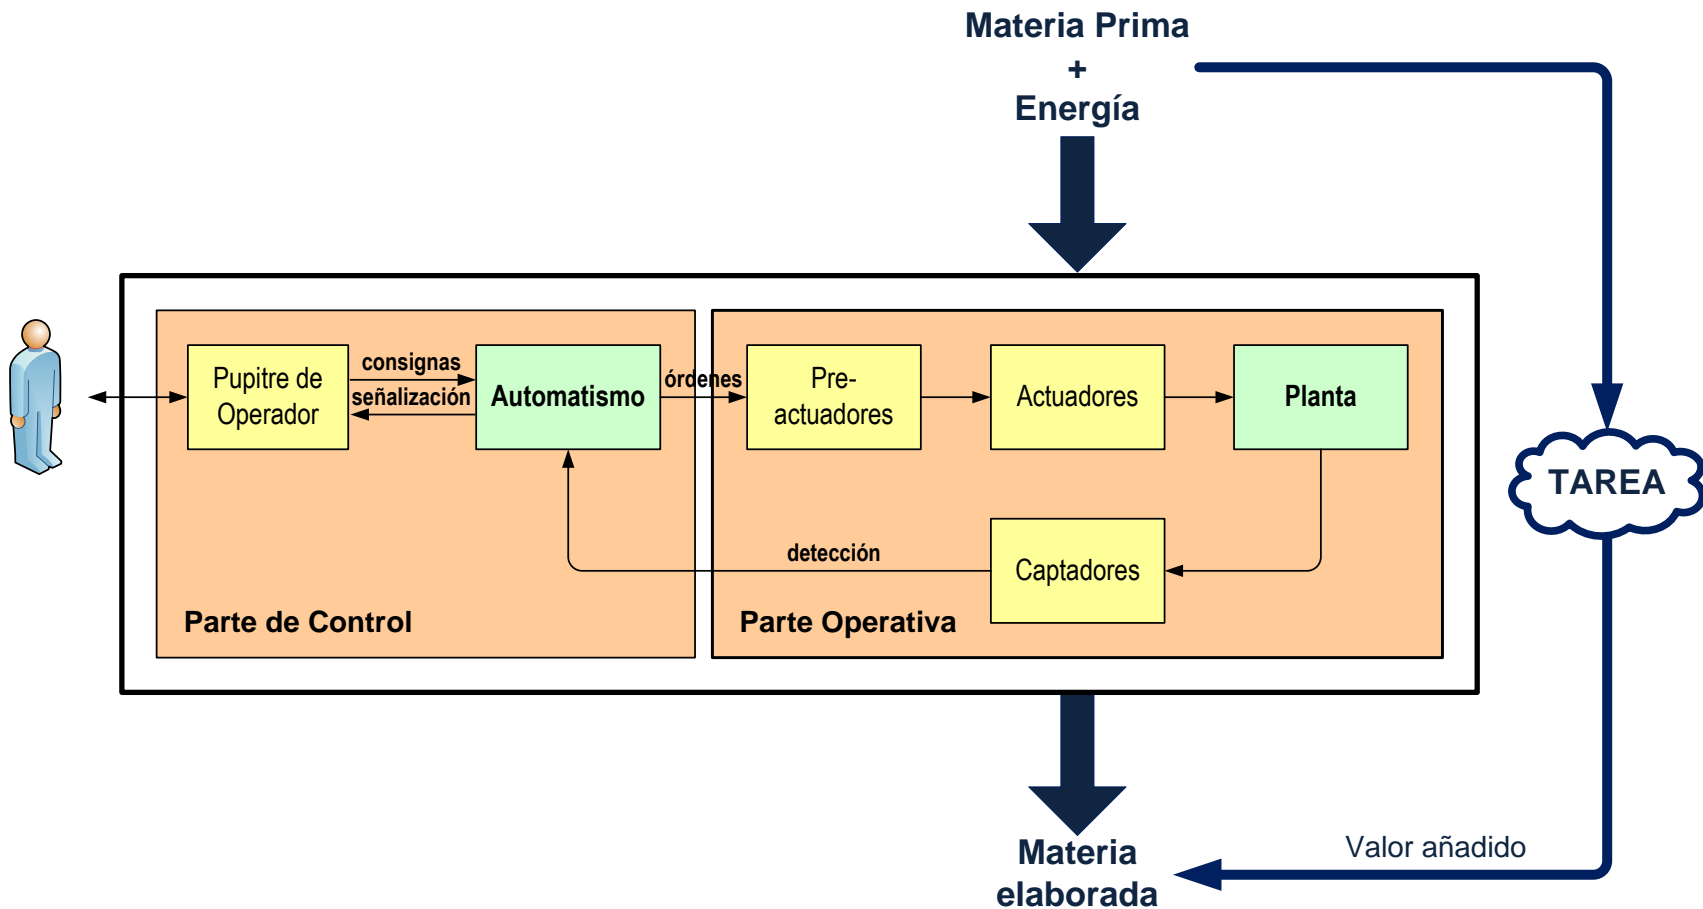 Materia Prima
+
Energía
Pupitre de
Operador
consignas
señalización
Automatismo
órdenes
Pre-
actuadores
Actuadores
Planta
TAREA
detección
Captadores
Parte de Control
Parte Operativa
Valor añadido
Materia
elaborada